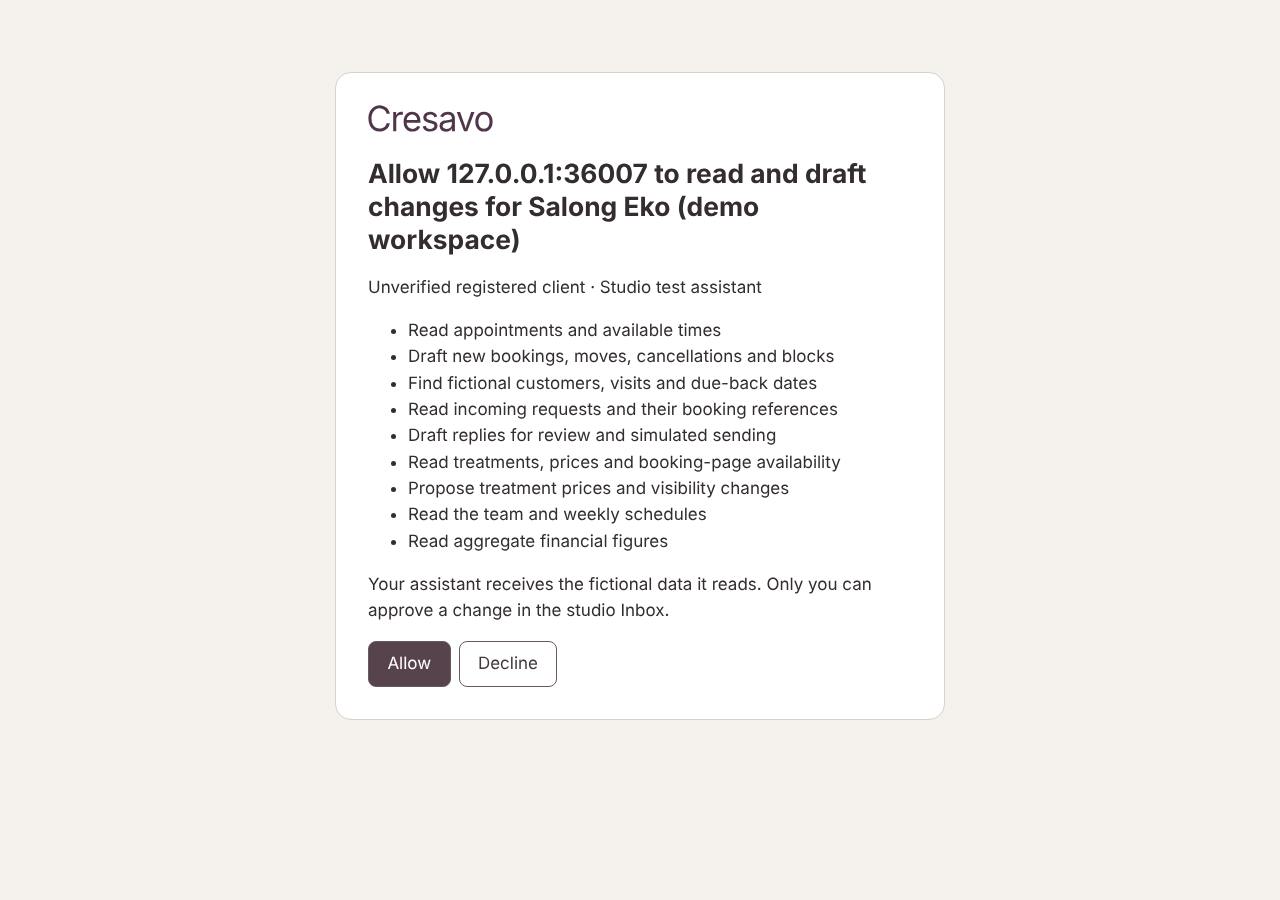 Cresavo
Allow 127.0.0.1:36007 to read and draft
changes for Salong Eko (demo
workspace)
Unverified registered client · Studio test assistant
• Read appointments and available times
• Draft new bookings, moves, cancellations and blocks
• Find fictional customers, visits and due-back dates
• Read incoming requests and their booking references
• Draft replies for review and simulated sending
• Read treatments, prices and booking-page availability
• Propose treatment prices and visibility changes
• Read the team and weekly schedules
• Read aggregate financial figures
Your assistant receives the fictional data it reads. Only you can
approve a change in the studio Inbox.
Allow
Decline